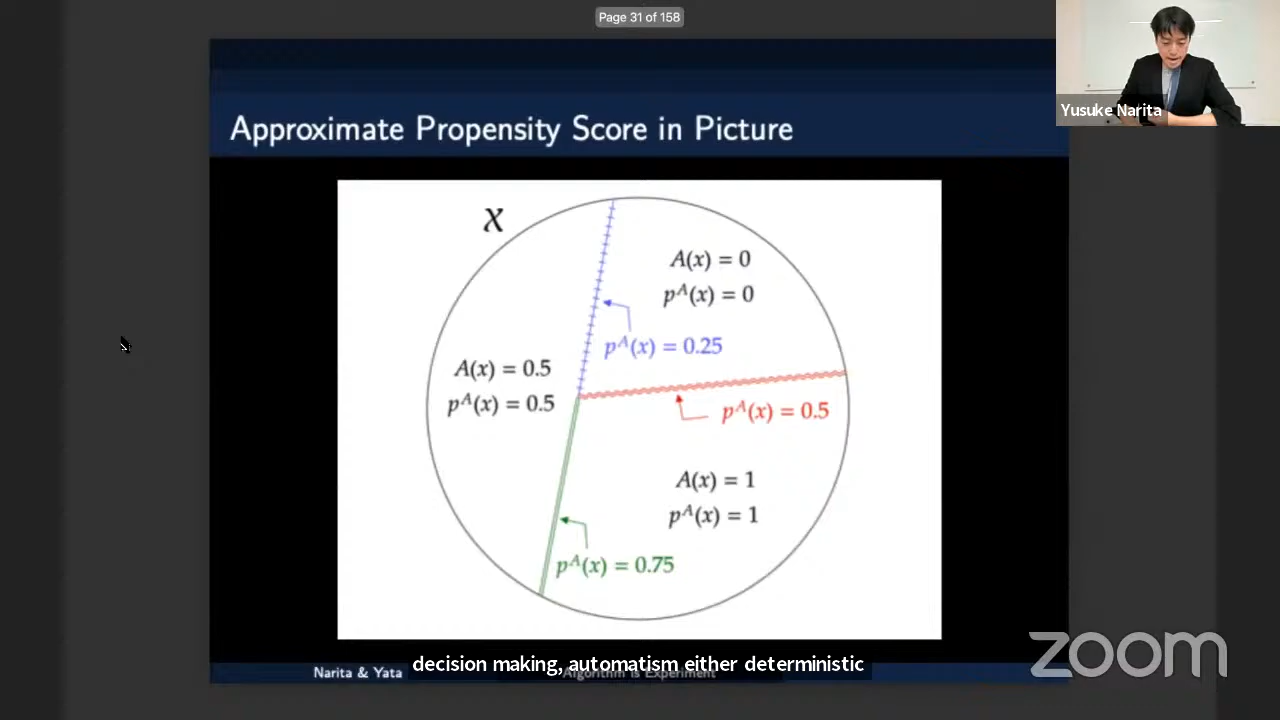 Page 31 of 158
Yusuke Narita
Approximate Propensity Score in Picture
X
A(x) = 0
p^A(x) = 0
p^A(x) = 0.25
A(x) = 0.5
p^A(x) = 0.5
p^A(x) = 0.5
A(x) = 1
p^A(x) = 1
p^A(x) = 0.75
decision making, automatism either deterministic
Narita & Yata
Algorithm is Experiment
zoom